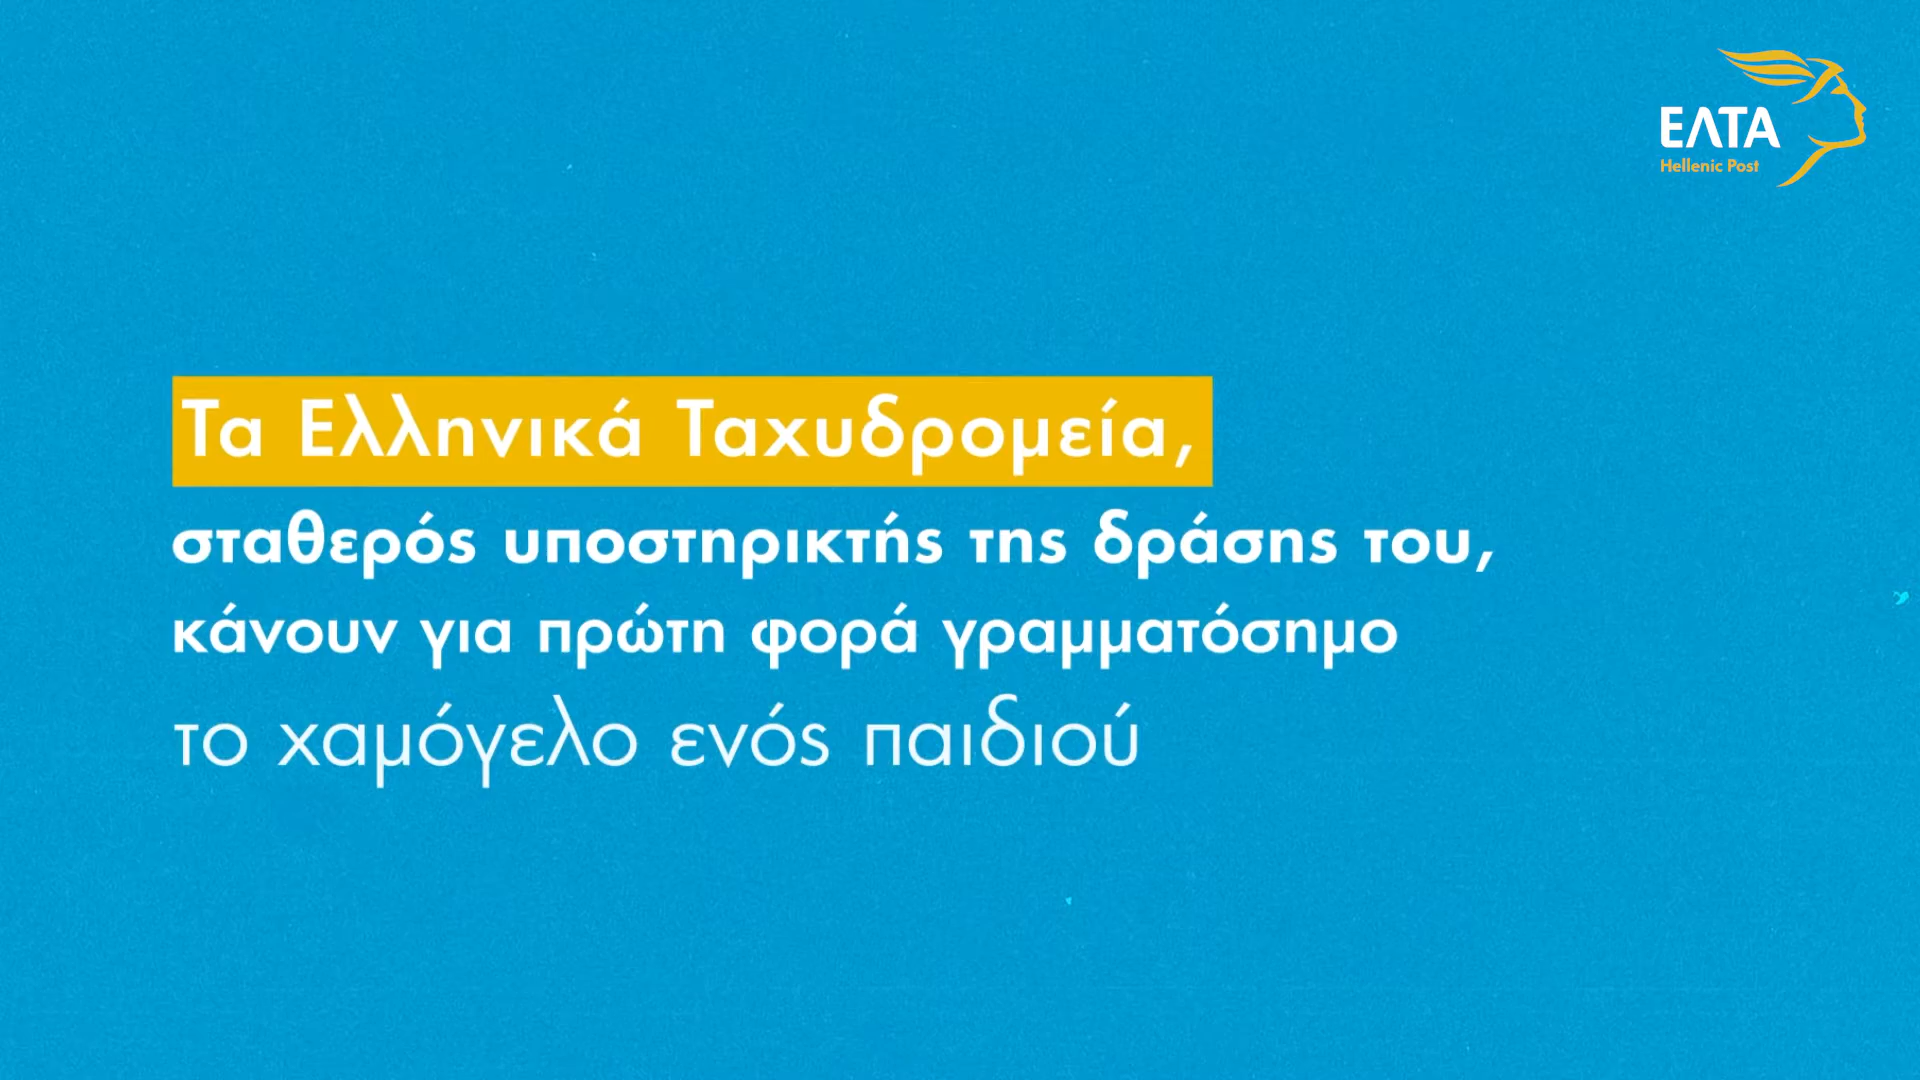 ΕΛΤΑ
Hellenic Post
Τα Ελληνικά Ταχυδρομεία,
σταθερός υποστηρικτής της δράσης του,
κάνουν για πρώτη φορά γραμματόσημο
το χαμόγελο ενός παιδιού